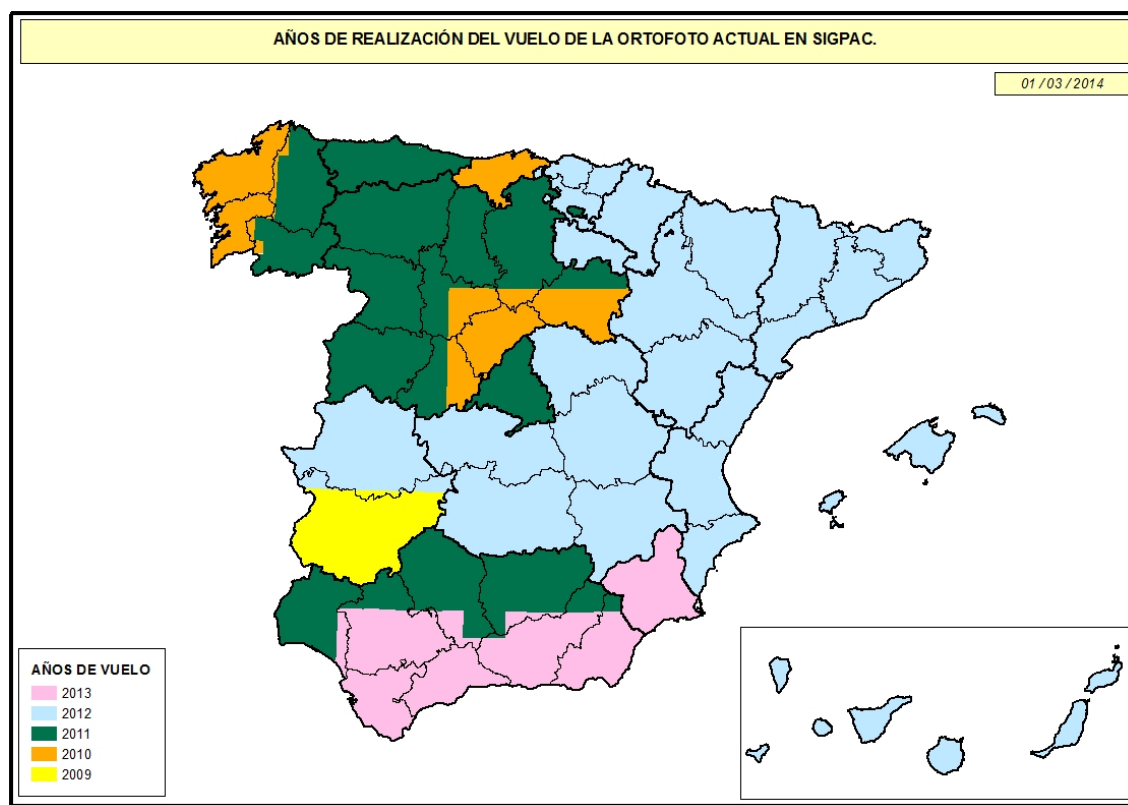 AÑOS DE REALIZACIÓN DEL VUELO DE LA ORTOFOTO ACTUAL EN SIGPAC.
01 / 03 / 2014
AÑOS DE VUELO
2013
2012
2011
2010
2009